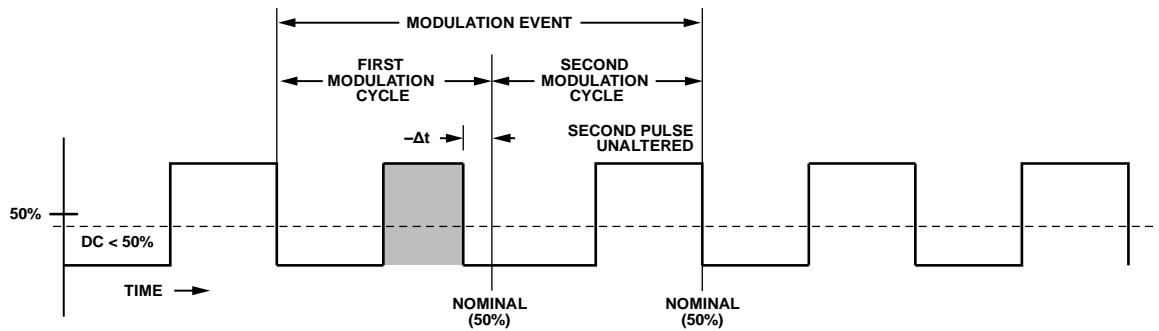 MODULATION EVENT
FIRST
MODULATION
CYCLE
SECOND
MODULATION
CYCLE
–Δt
SECOND PULSE
UNALTERED
50%
DC < 50%
TIME
NOMINAL
(50%)
NOMINAL
(50%)